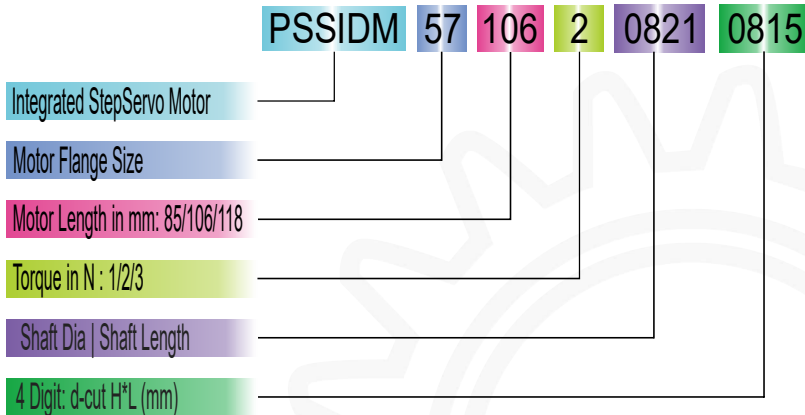 PSSIDM 57 106 2 0821 0815
Integrated StepServo Motor
Motor Flange Size
Motor Length in mm: 85/106/118
Torque in N : 1/2/3
Shaft Dia | Shaft Length
4 Digit: d-cut H*L (mm)